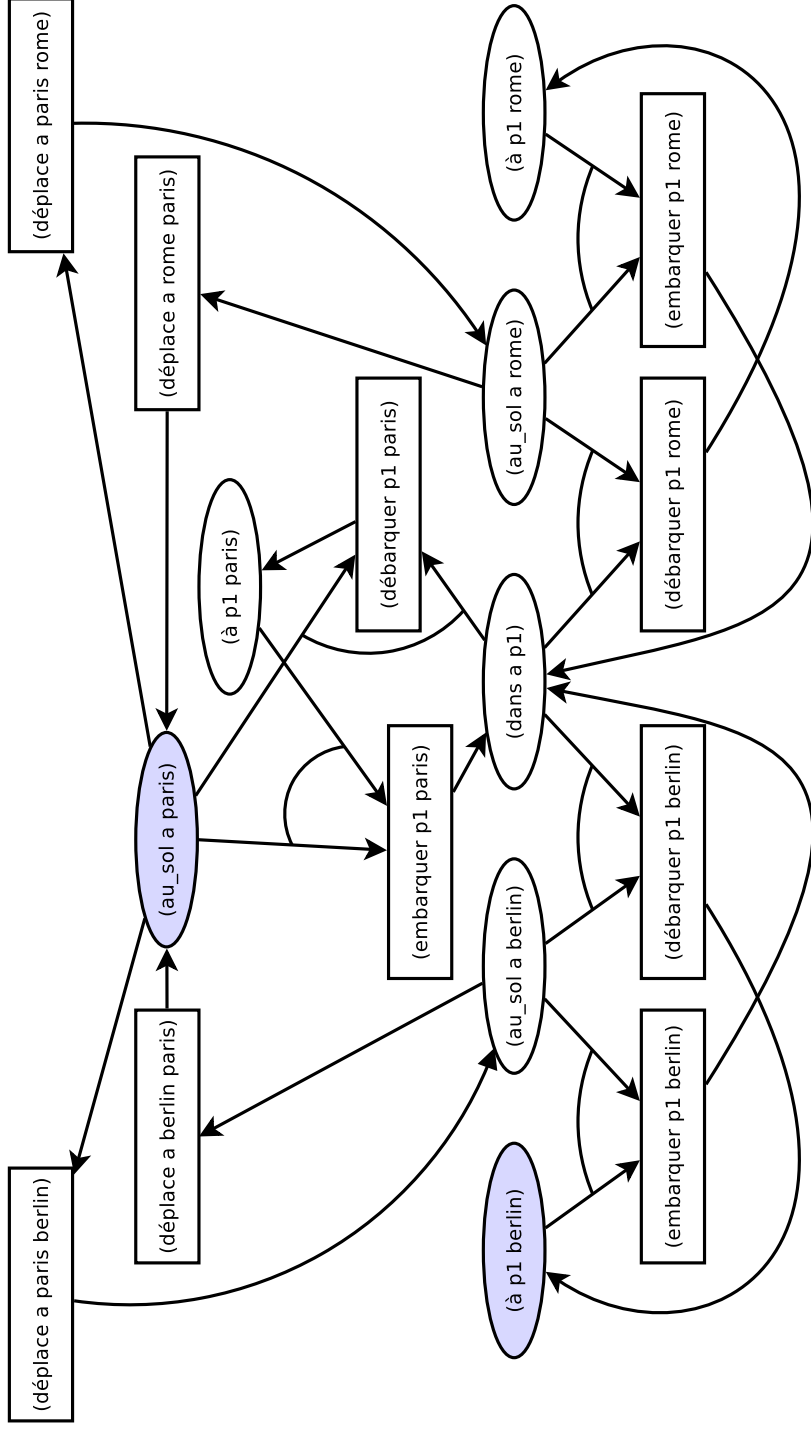 (déplace a paris berlin)
(déplace a paris rome)
(déplace a berlin paris)
(au_sol a paris)
(déplace a rome paris)
(à p1 paris)
(débarquer p1 paris)
(embarquer p1 paris)
(à p1 berlin)
(au_sol a berlin)
(dans a p1)
(au_sol a rome)
(à p1 rome)
(embarquer p1 berlin)
(débarquer p1 berlin)
(débarquer p1 rome)
(embarquer p1 rome)